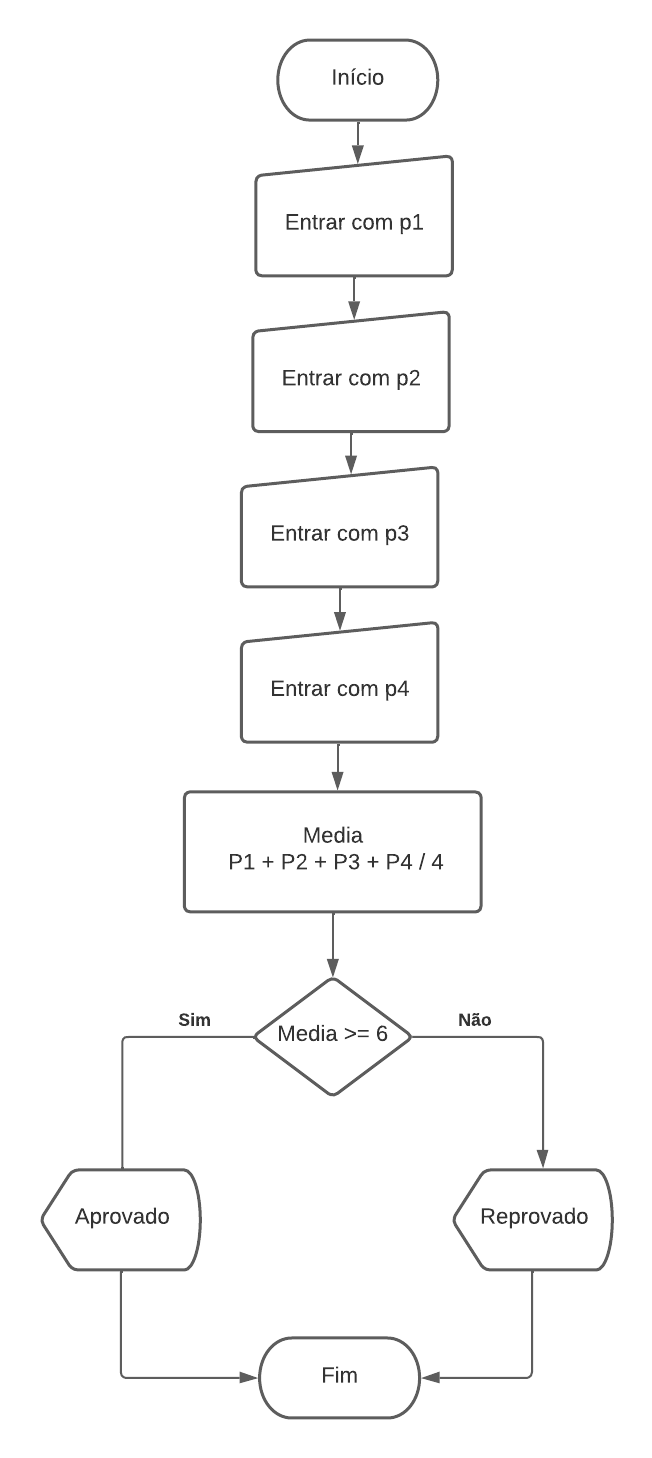 Início
Entrar com p1
Entrar com p2
Entrar com p3
Entrar com p4
Media
P1 + P2 + P3 + P4 / 4
Media >= 6
Sim
Não
Aprovado
Reprovado
Fim